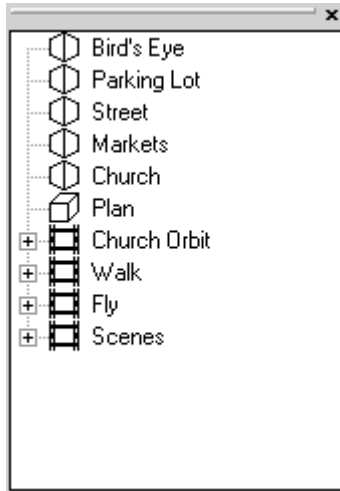 Bird's Eye
Parking Lot
Street
Markets
Church
Plan
Church Orbit
Walk
Fly
Scenes